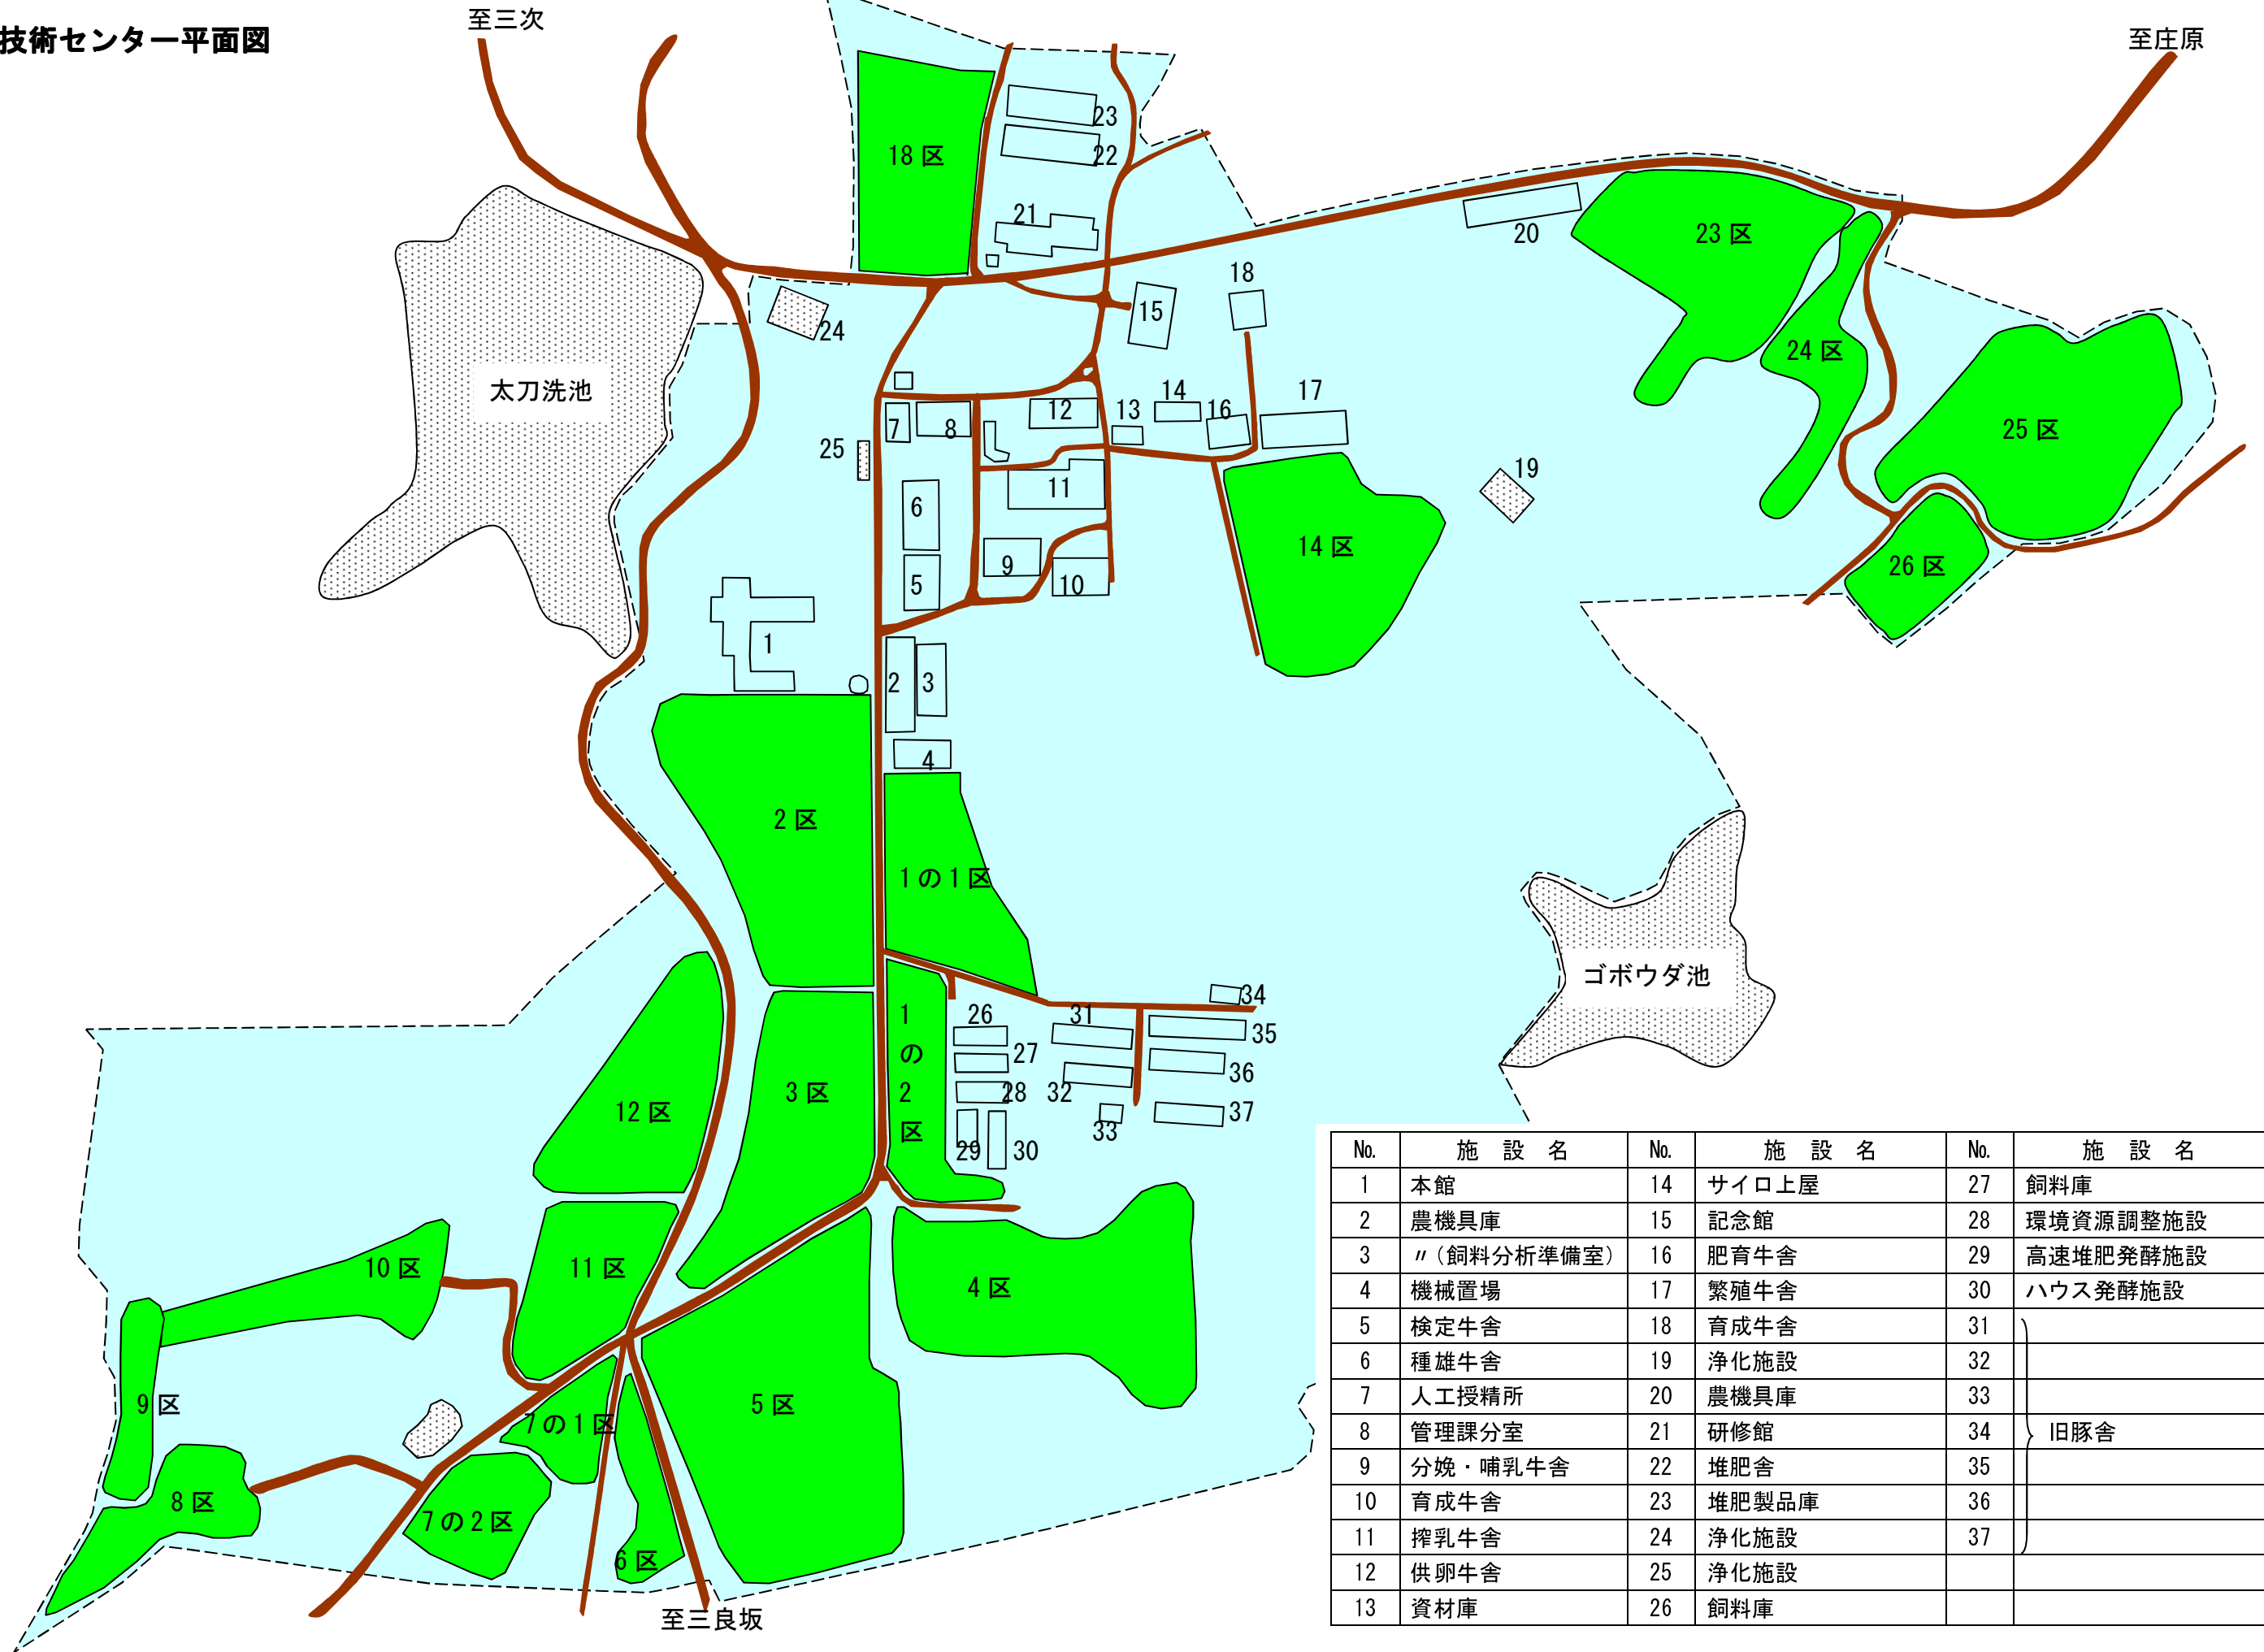 技術センター平面図
至三次
至庄原
23
18区
22
21
20
23区
18
15
24
24区
太刀洗池
14
17
12
13
16
7
8
25
25区
19
11
6
14区
9
10
5
26区
1
2
3
4
2区
1の1区
ゴボウダ池
34
1の2区
26
31
35
27
36
3区
28
32
12区
37
33
29
30
10区
11区
4区
9区
5区
7の1区
8区
7の2区
6区
至三良坂
№ 施設名 № 施設名 № 施設名
1 本館 14 サイロ上屋 27 飼料庫
2 農機具庫 15 記念館 28 環境資源調整施設
3 〃(飼料分析準備室) 16 肥育牛舎 29 高速堆肥発酵施設
4 機械置場 17 繁殖牛舎 30 ハウス発酵施設
5 検定牛舎 18 育成牛舎 31
6 種雄牛舎 19 浄化施設 32
7 人工授精所 20 農機具庫 33
8 管理課分室 21 研修館 34 旧豚舎
9 分娩・哺乳牛舎 22 堆肥舎 35
10 育成牛舎 23 堆肥製品庫 36
11 搾乳牛舎 24 浄化施設 37
12 供卵牛舎 25 浄化施設
13 資材庫 26 飼料庫